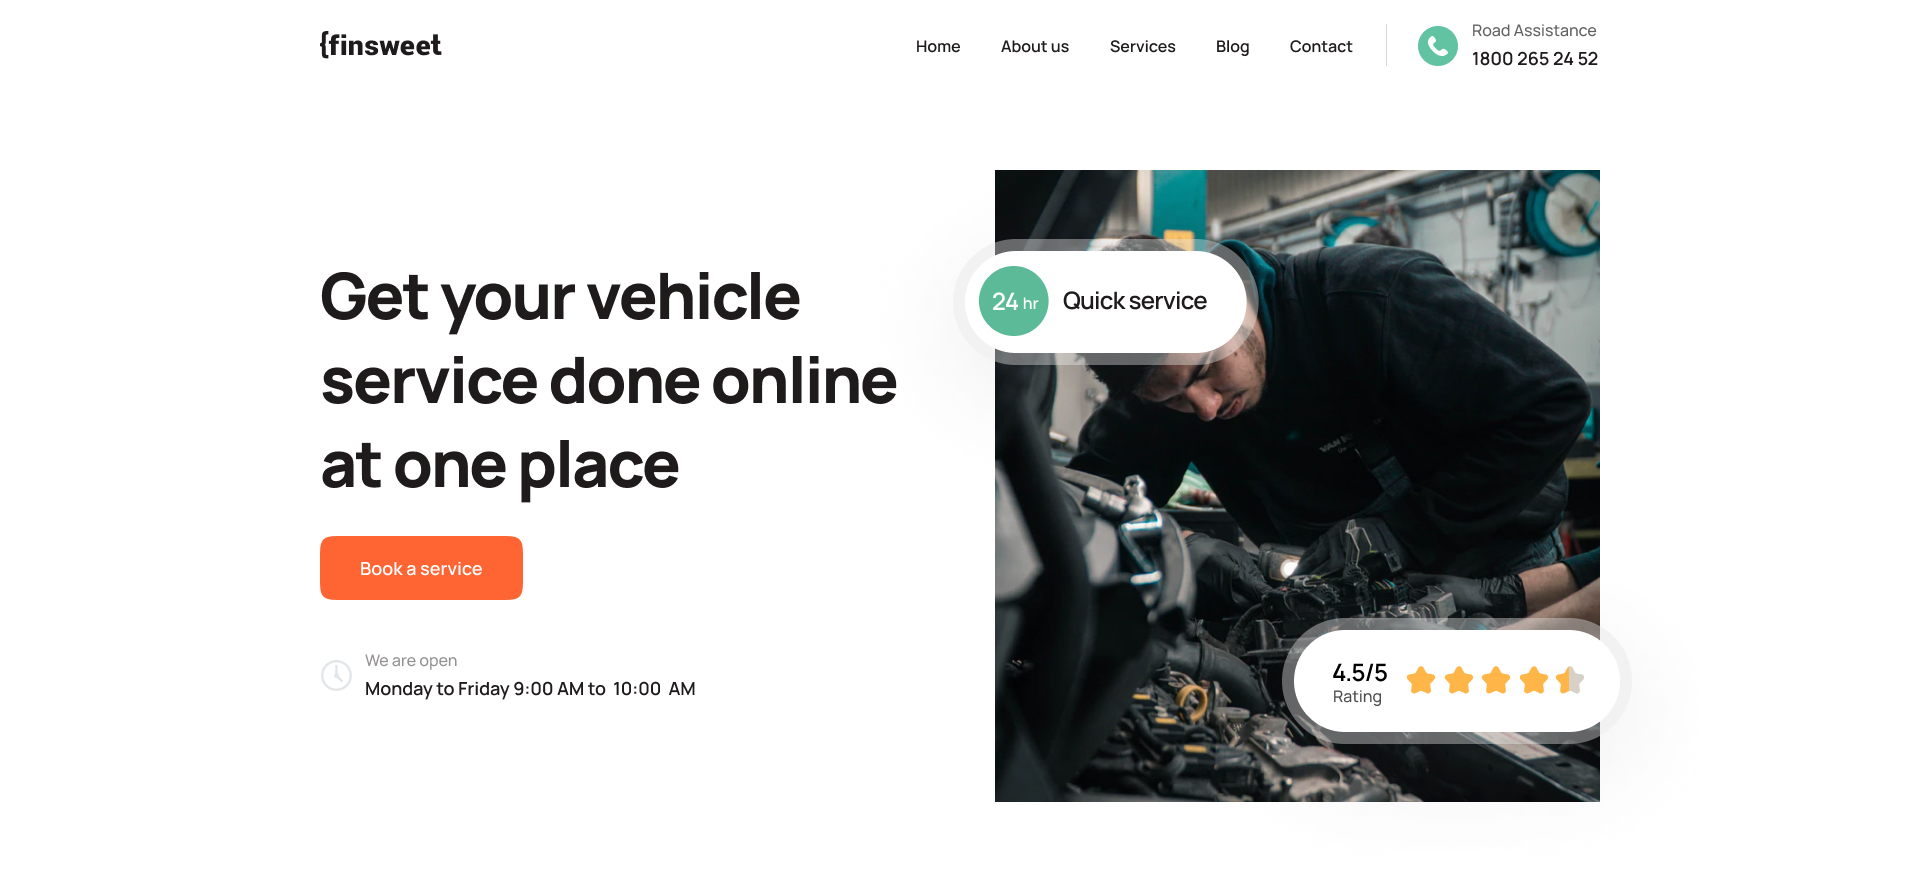 {finsweet
Home About us Services Blog Contact
Road Assistance
1800 265 24 52
Get your vehicle
service done online
at one place
Book a service
We are open
Monday to Friday 9:00 AM to 10:00 AM
24 hr Quick service
4.5/5
Rating